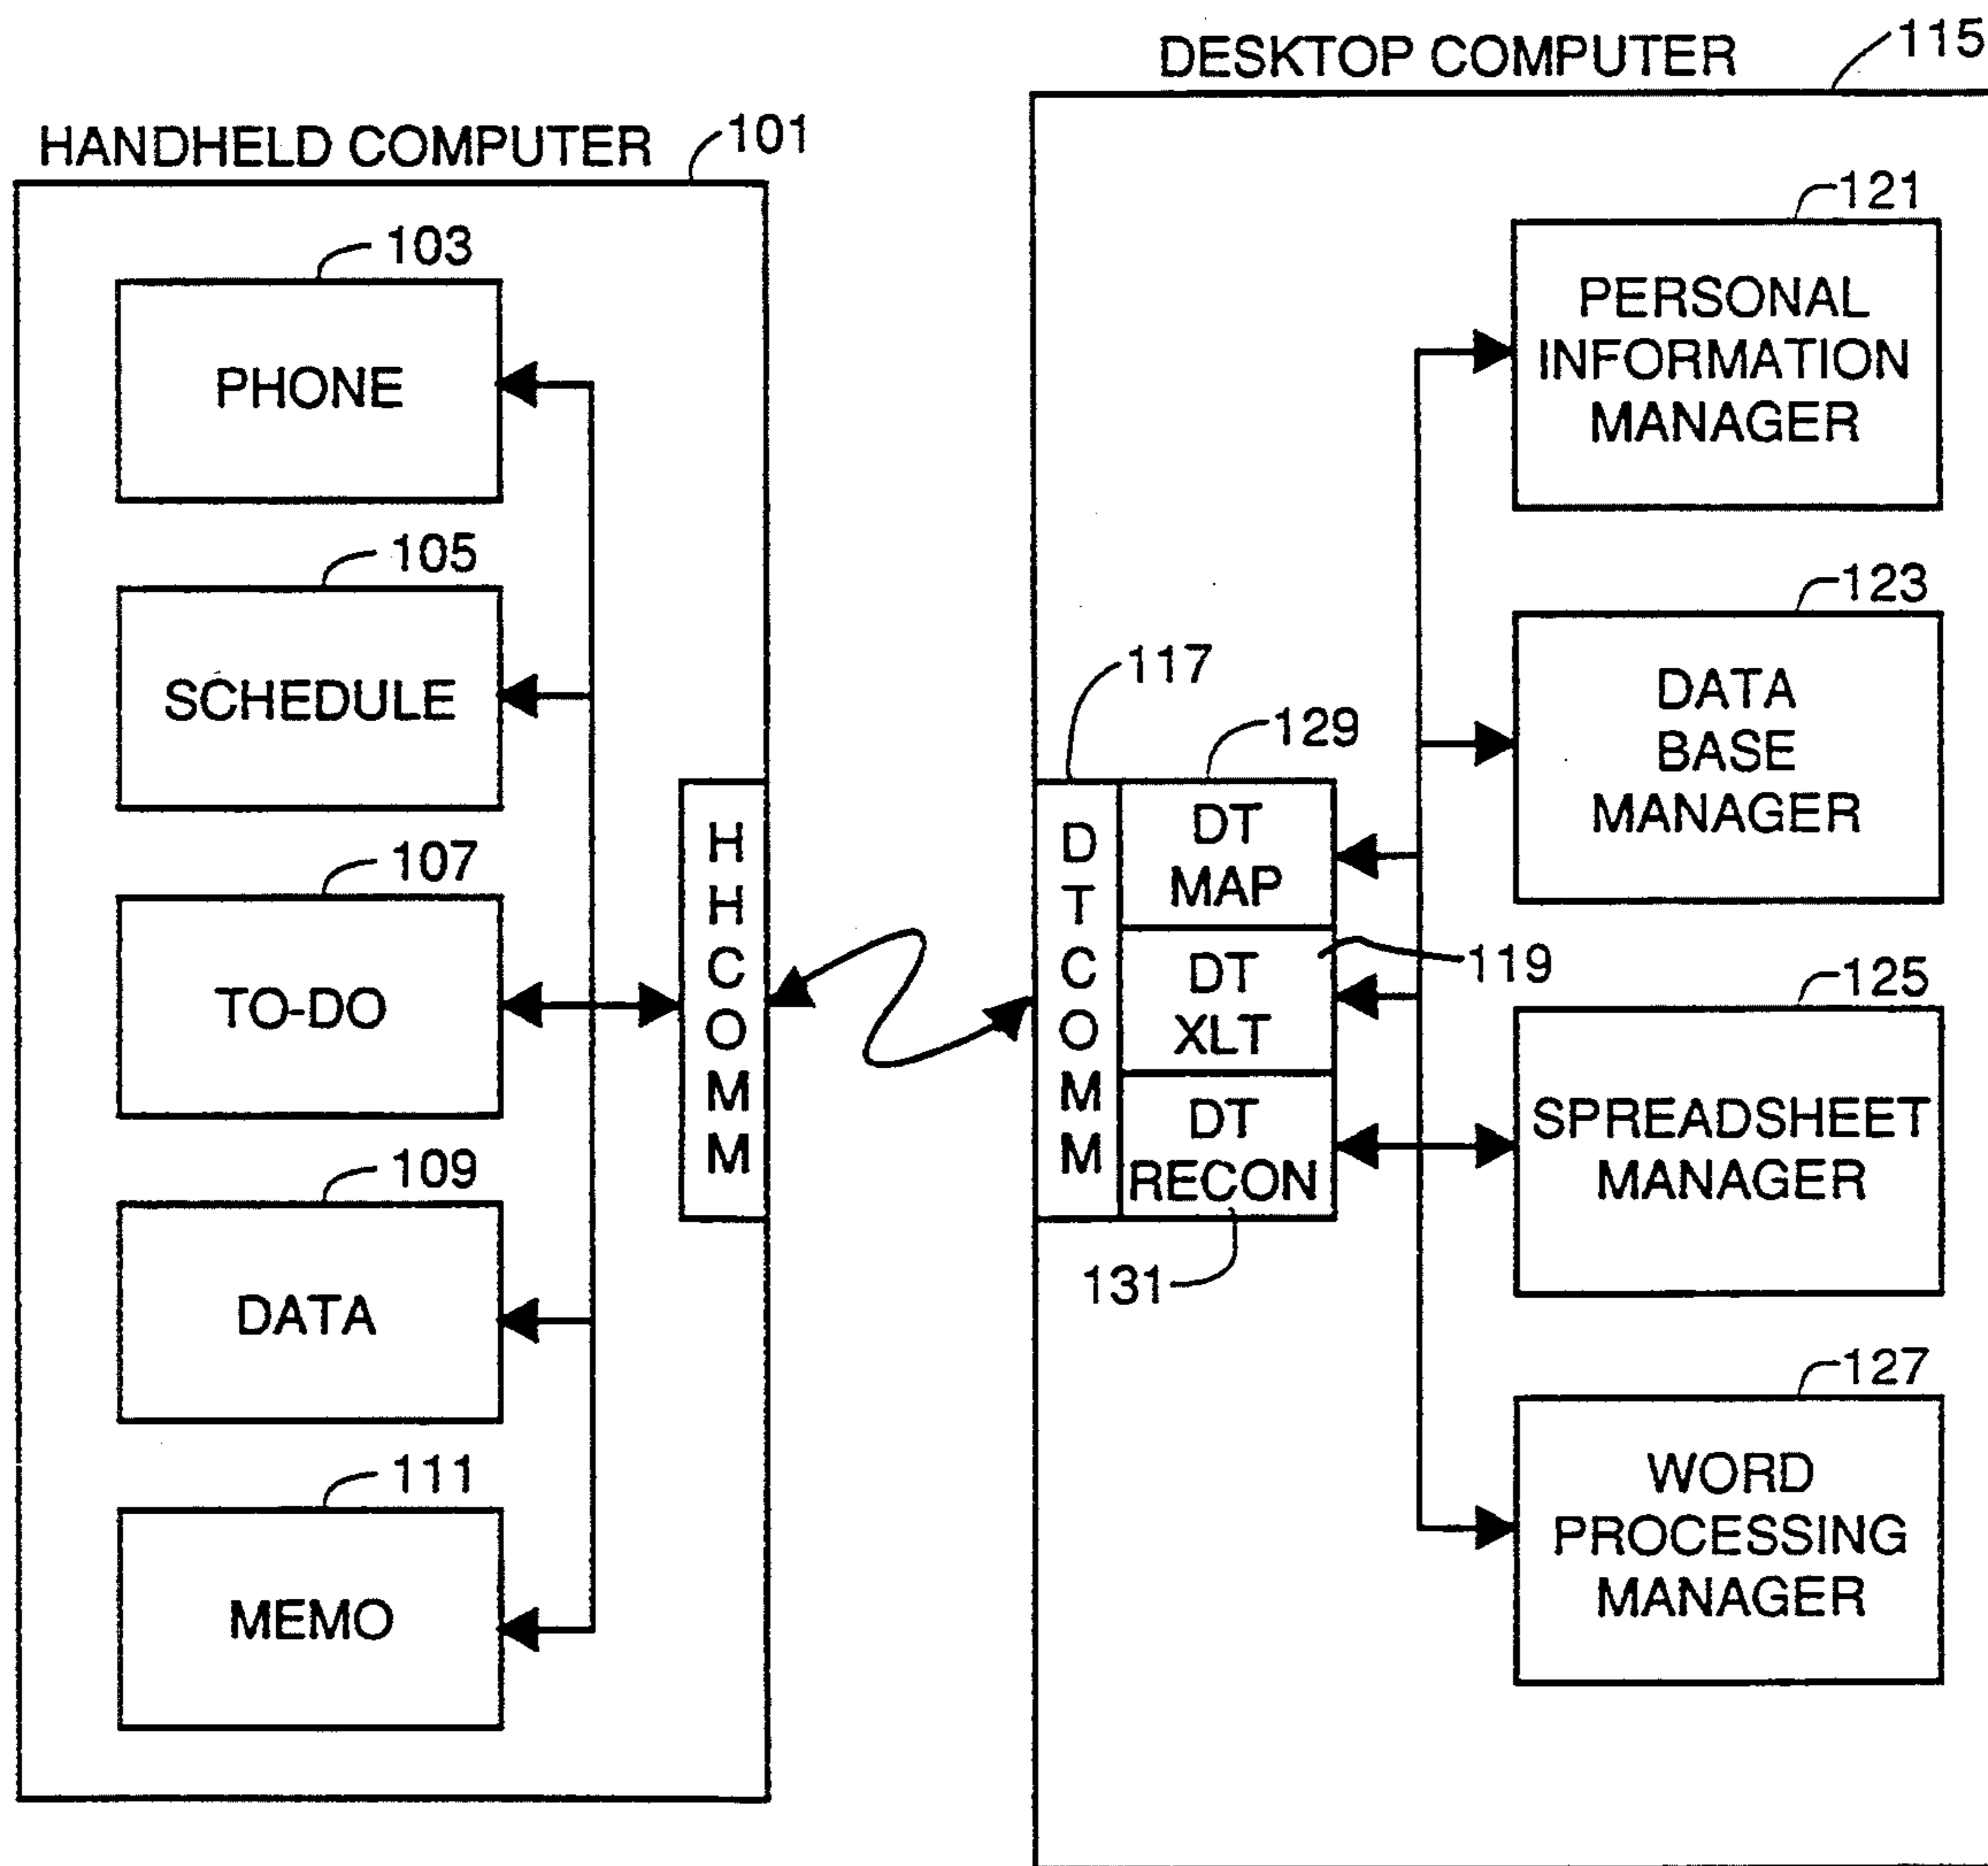 HANDHELD COMPUTER
101
103
PHONE
105
SCHEDULE
107
TO-DO
109
DATA
111
MEMO
HHCOMM
DESKTOP COMPUTER
115
117
DTCOMM
129
DT
MAP
119
DT
XLT
DT
RECON
131
121
PERSONAL
INFORMATION
MANAGER
123
DATA
BASE
MANAGER
125
SPREADSHEET
MANAGER
127
WORD
PROCESSING
MANAGER